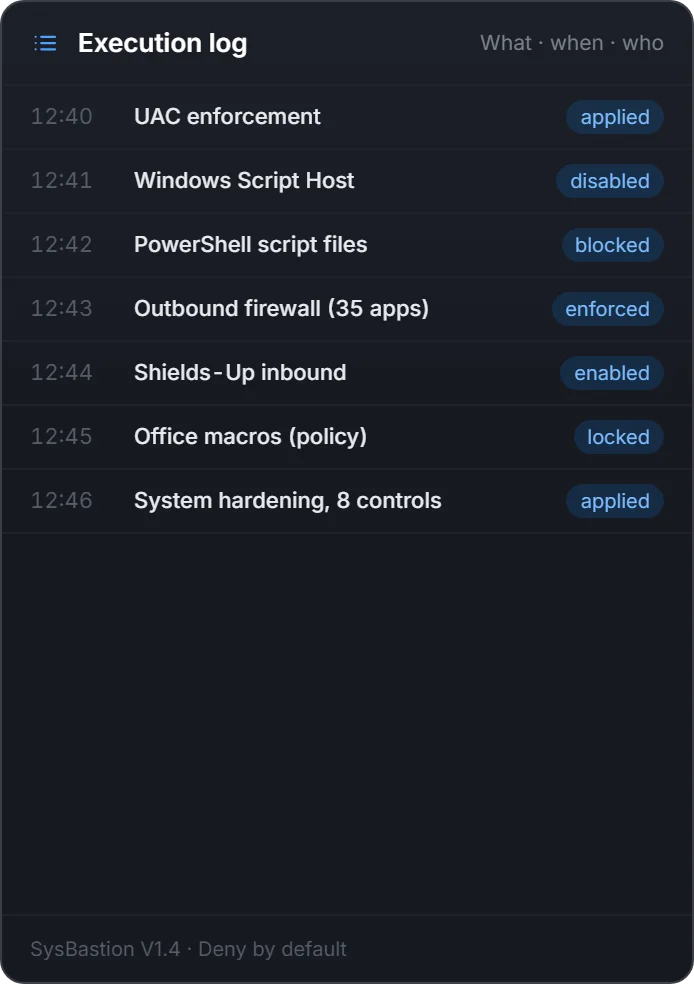 Execution log What · when · who
12:40 UAC enforcement applied
12:41 Windows Script Host disabled
12:42 PowerShell script files blocked
12:43 Outbound firewall (35 apps) enforced
12:44 Shields-Up inbound enabled
12:45 Office macros (policy) locked
12:46 System hardening, 8 controls applied
SysBastion V1.4 · Deny by default